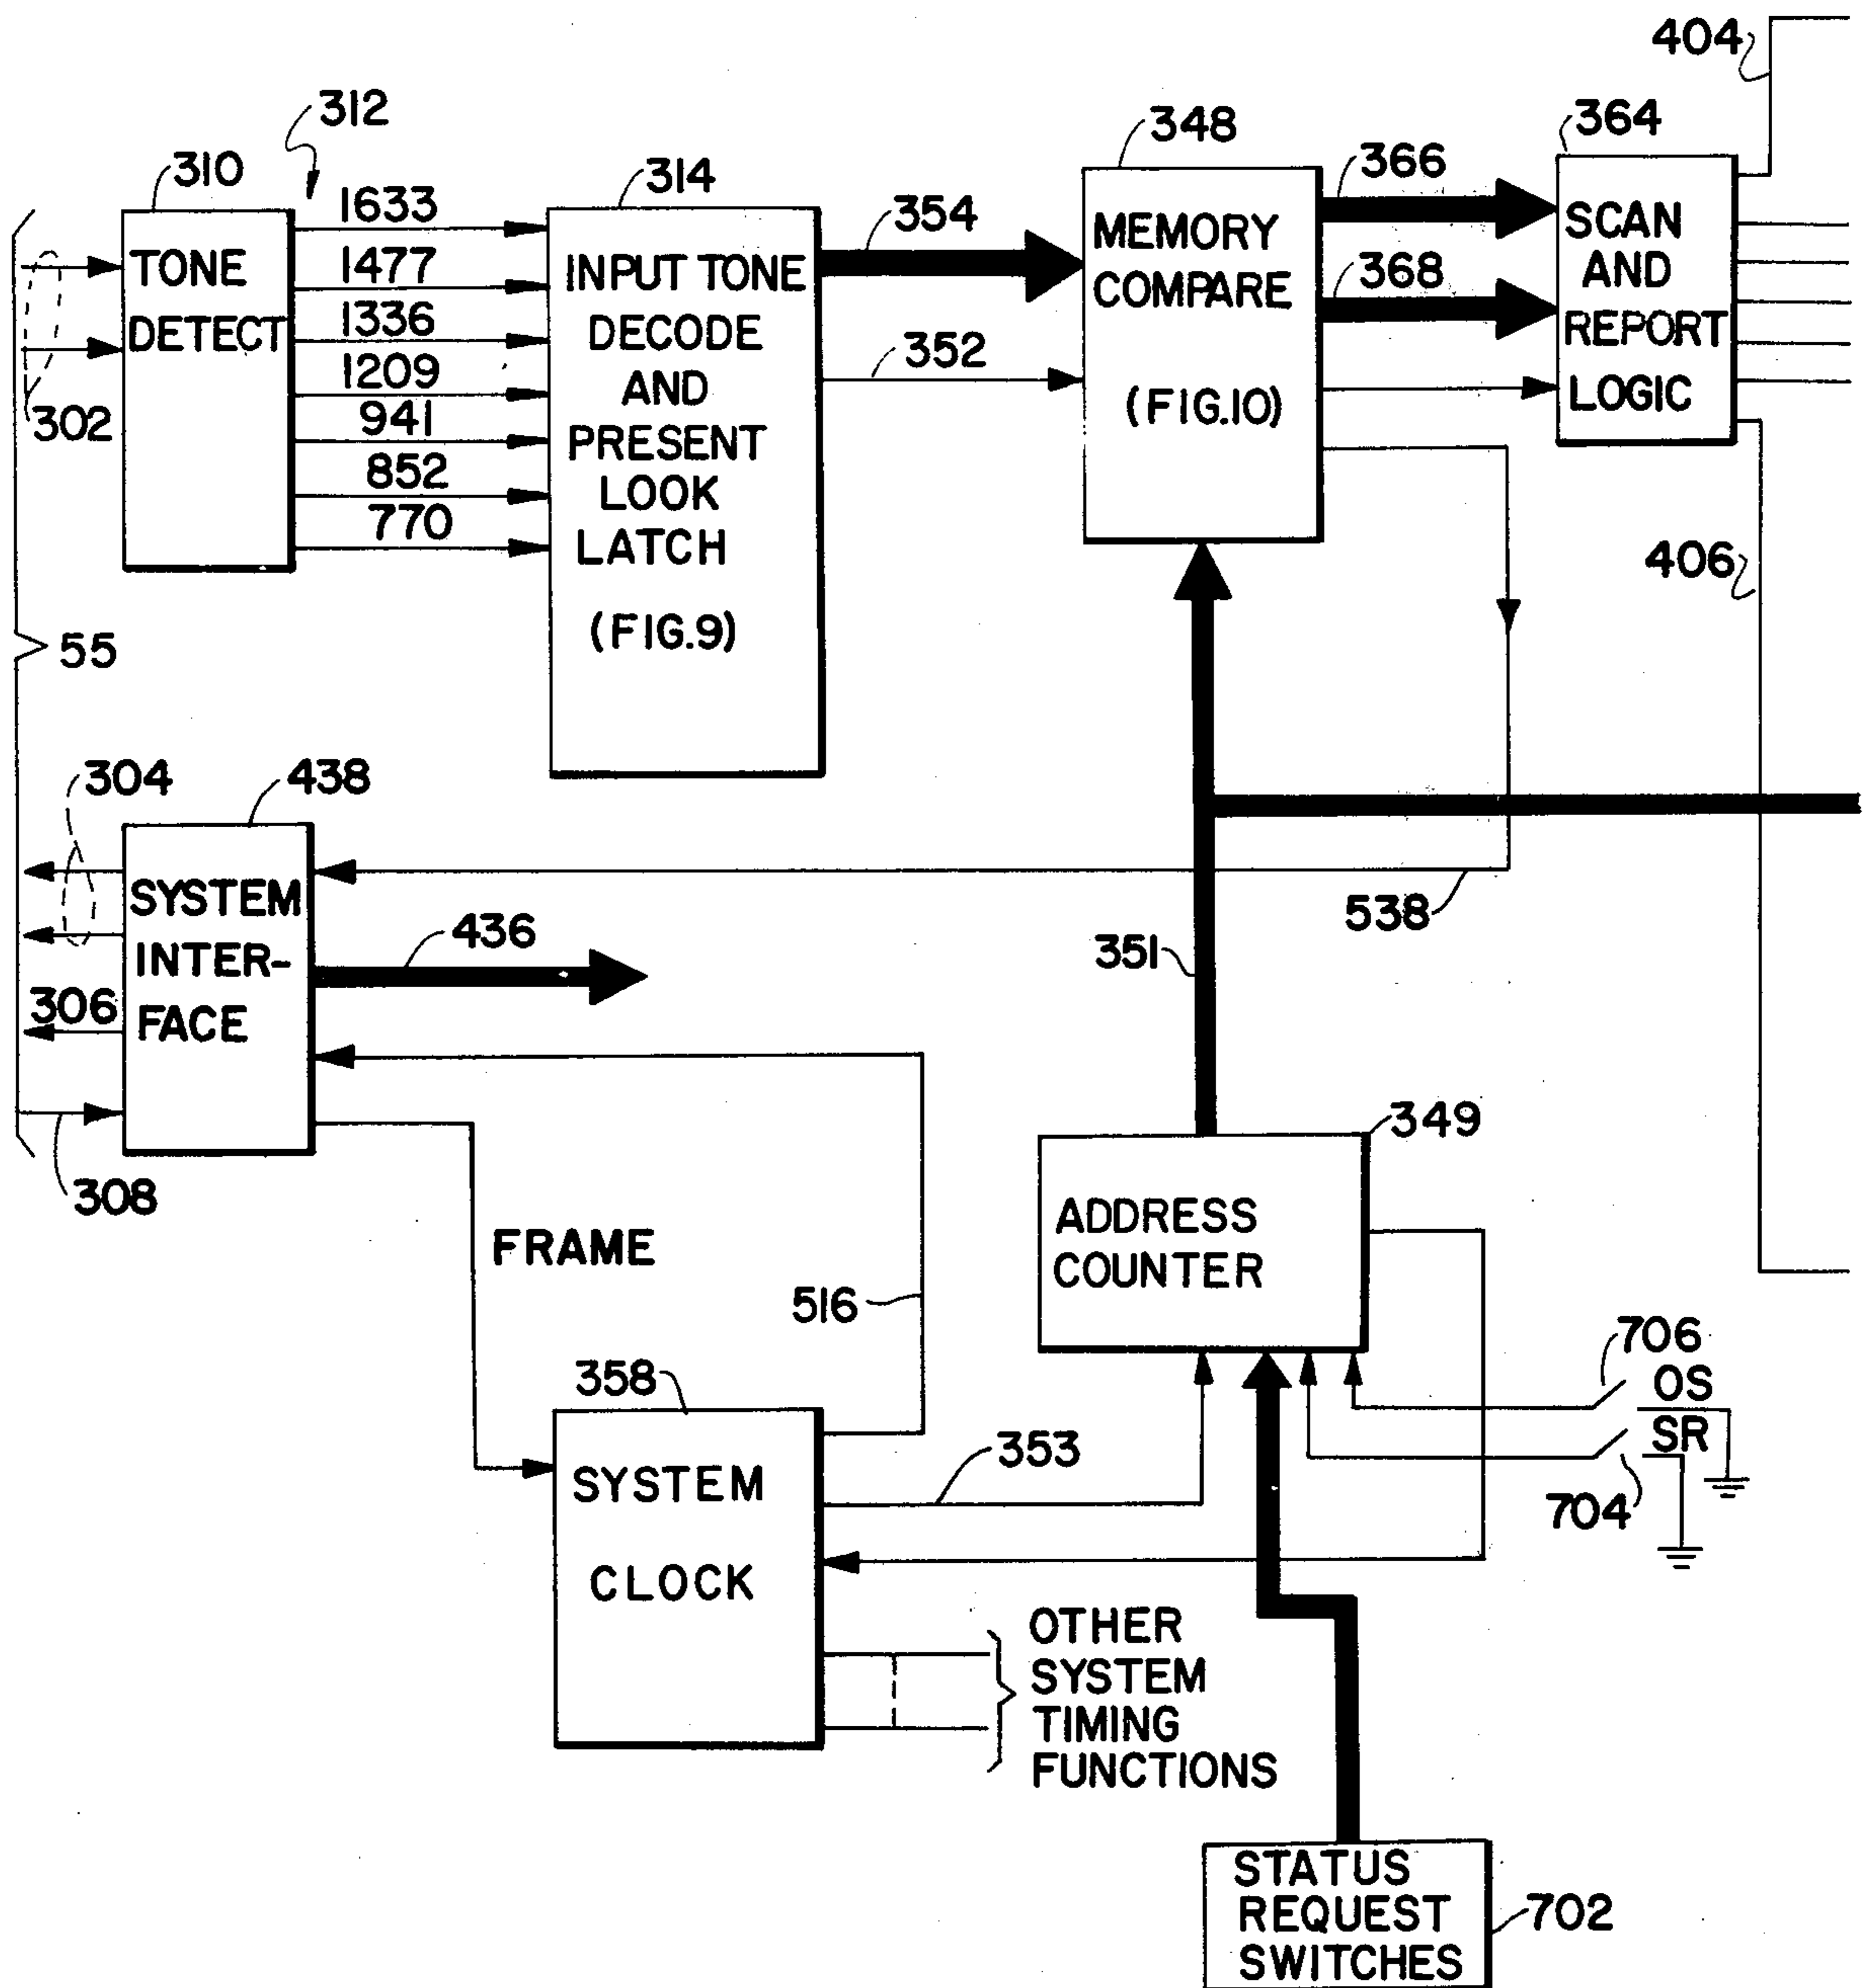 404
312
348
364
310
314
366
1633
354
TONE
DETECT
1477
1336
1209
941
852
770
INPUT TONE
DECODE
AND
PRESENT
LOOK
LATCH
(FIG.9)
MEMORY
COMPARE
(FIG.10)
368
SCAN
AND
REPORT
LOGIC
352
302
406
55
304
438
SYSTEM
INTER-
FACE
436
538
351
306
308
349
FRAME
ADDRESS
COUNTER
516
706
OS
358
SR
353
704
SYSTEM
CLOCK
OTHER
SYSTEM
TIMING
FUNCTIONS
STATUS
REQUEST
SWITCHES
702